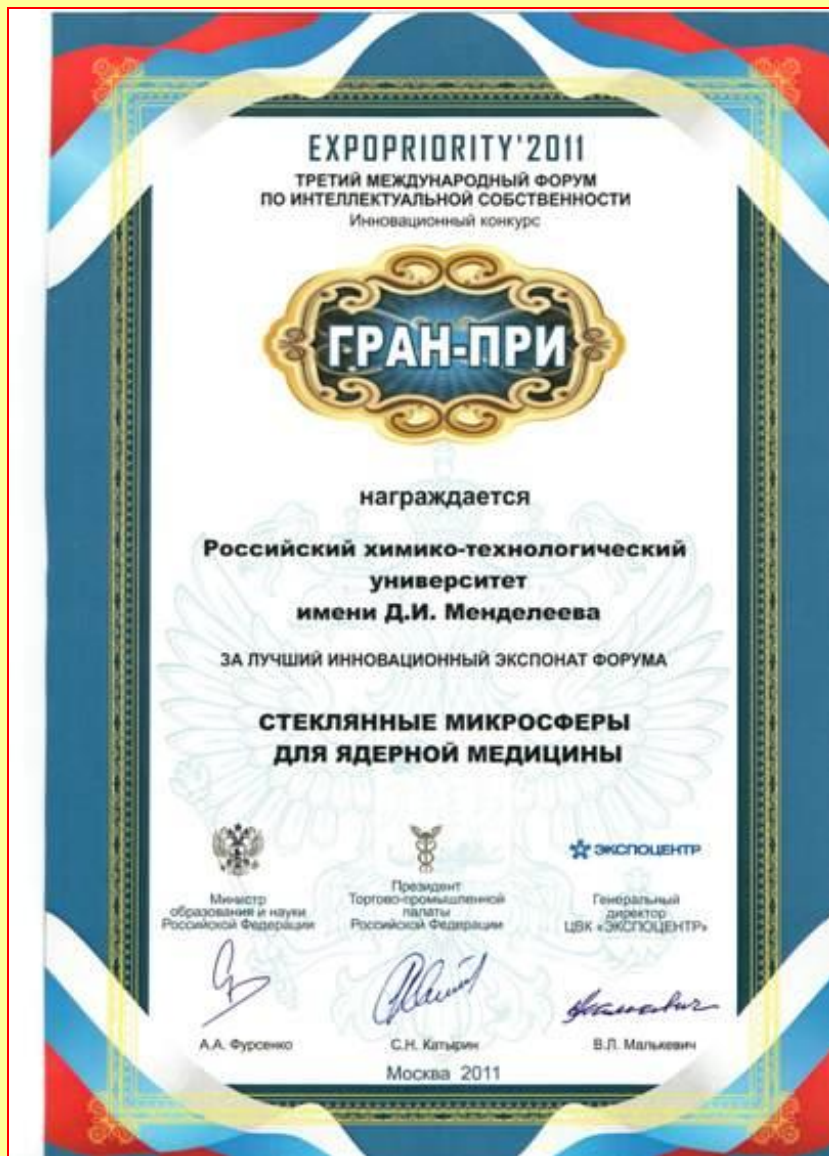 EXPOPRIORITY'2011
ТРЕТИЙ МЕЖДУНАРОДНЫЙ ФОРУМ
ПО ИНТЕЛЛЕКТУАЛЬНОЙ СОБСТВЕННОСТИ
Инновационный конкурс
ГРАН-ПРИ
награждается
Российский химико-технологический
университет
имени Д.И. Менделеева
ЗА ЛУЧШИЙ ИННОВАЦИОННЫЙ ЭКСПОНАТ ФОРУМА
СТЕКЛЯННЫЕ МИКРОСФЕРЫ
ДЛЯ ЯДЕРНОЙ МЕДИЦИНЫ
ЭКСПОЦЕНТР
Министр
образования и науки
Российской Федерации
Президент
Торгово-промышленной
палаты
Российской Федерации
Генеральный
директор
ЦВК «ЭКСПОЦЕНТР»
А.А. Фурсенко
С.Н. Катырин
В.Л. Малькевич
Москва 2011